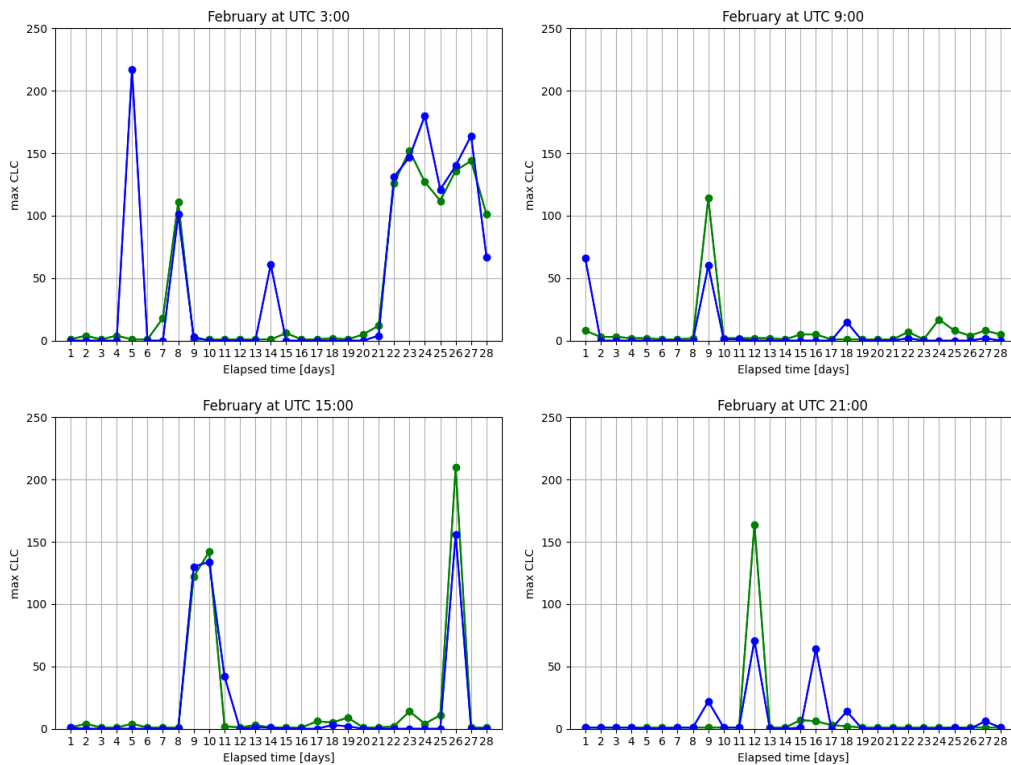 February at UTC 3:00
250
200
150
100
50
0
max CLC
1 2 3 4 5 6 7 8 9 10 11 12 13 14 15 16 17 18 19 20 21 22 23 24 25 26 27 28
Elapsed time [days]
February at UTC 9:00
250
200
150
100
50
0
max CLC
1 2 3 4 5 6 7 8 9 10 11 12 13 14 15 16 17 18 19 20 21 22 23 24 25 26 27 28
Elapsed time [days]
February at UTC 15:00
250
200
150
100
50
0
max CLC
1 2 3 4 5 6 7 8 9 10 11 12 13 14 15 16 17 18 19 20 21 22 23 24 25 26 27 28
Elapsed time [days]
February at UTC 21:00
250
200
150
100
50
0
max CLC
1 2 3 4 5 6 7 8 9 10 11 12 13 14 15 16 17 18 19 20 21 22 23 24 25 26 27 28
Elapsed time [days]